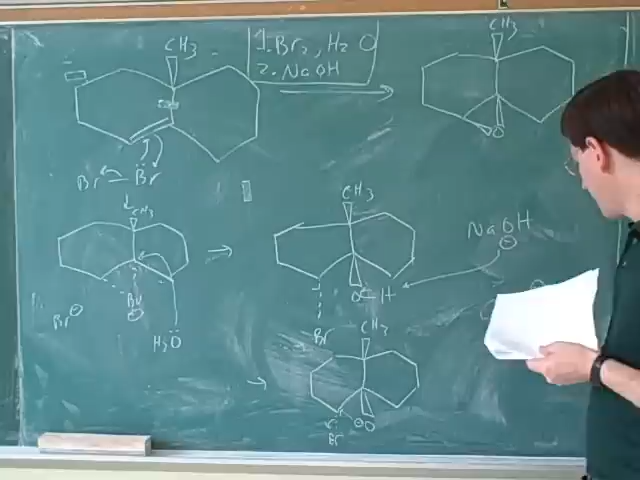 CH3
1. Br2, H2O
2. NaOH
CH3
O
Br – Br
CH3
Br
Br⊖
H2O
CH3
O–H
Br
NaOH
⊖
CH3
⊖O
Br